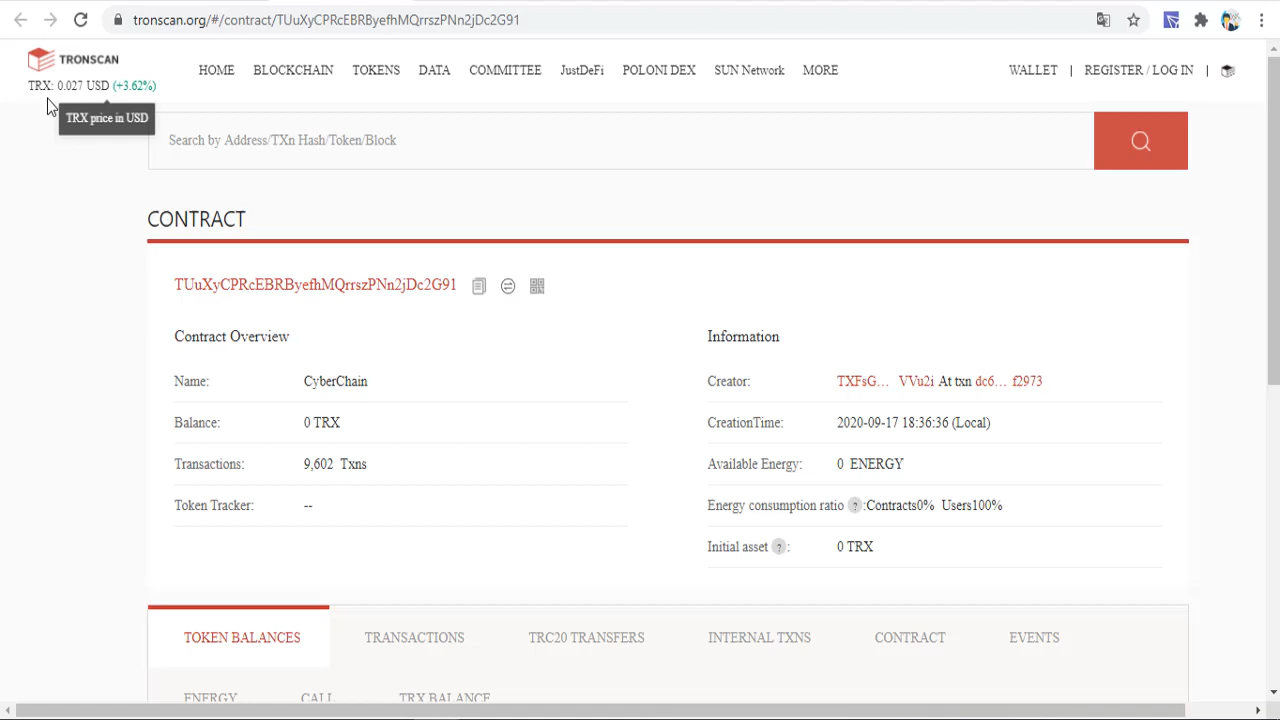 tronscan.org/#/contract/TUuXyCPRcEBRByefhMQrrszPNn2jDc2G91
TRONSCAN
TRX: 0.027 USD (+3.62%)
HOME BLOCKCHAIN TOKENS DATA COMMITTEE JustDeFi POLONI DEX SUN Network MORE WALLET | REGISTER / LOG IN |
TRX price in USD
Search by Address/TXn Hash/Token/Block
CONTRACT
TUuXyCPRcEBRByefhMQrrszPNn2jDc2G91
Contract Overview
Name: CyberChain
Balance: 0 TRX
Transactions: 9,602 Txns
Token Tracker: --
Information
Creator: TXFsG... VVu2i At txn dc6... f2973
CreationTime: 2020-09-17 18:36:36 (Local)
Available Energy: 0 ENERGY
Energy consumption ratio ? :Contracts0% Users100%
Initial asset ? : 0 TRX
TOKEN BALANCES TRANSACTIONS TRC20 TRANSFERS INTERNAL TXNS CONTRACT EVENTS
ENERGY CALL TRX BALANCE